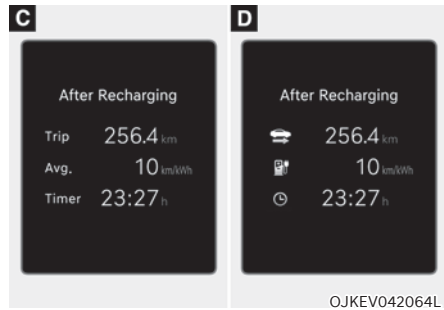 C
After Recharging
Trip 256.4 km
Avg. 10 km/kWh
Timer 23:27 h
D
After Recharging
256.4 km
10 km/kWh
23:27 h
OJKEV042064L